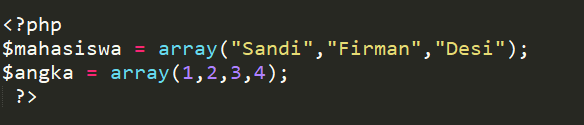 <?php
$mahasiswa = array("Sandi","Firman","Desi");
$angka = array(1,2,3,4);
?>